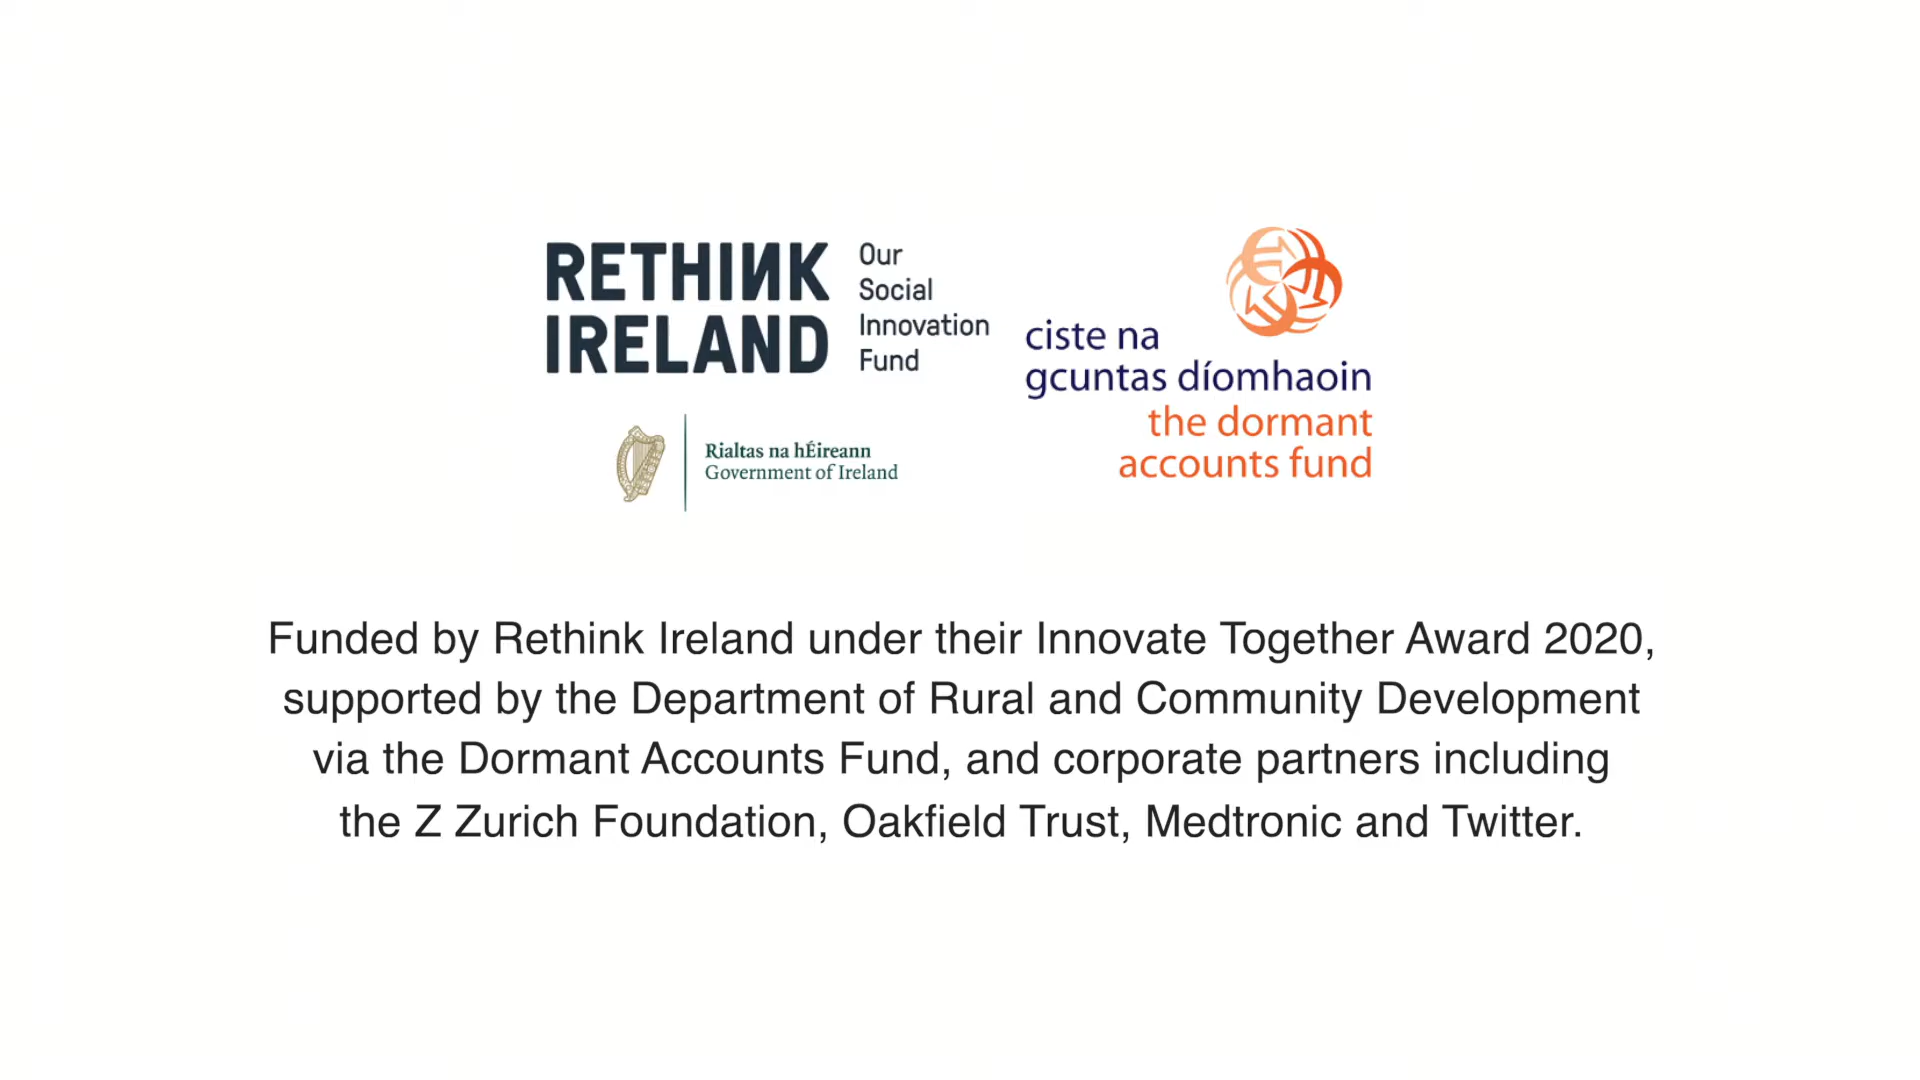 RETHINK
IRELAND
Our
Social
Innovation
Fund
ciste na
gcuntas díomhaoin
the dormant
accounts fund
Rialtas na hÉireann
Government of Ireland
Funded by Rethink Ireland under their Innovate Together Award 2020,
supported by the Department of Rural and Community Development
via the Dormant Accounts Fund, and corporate partners including
the Z Zurich Foundation, Oakfield Trust, Medtronic and Twitter.